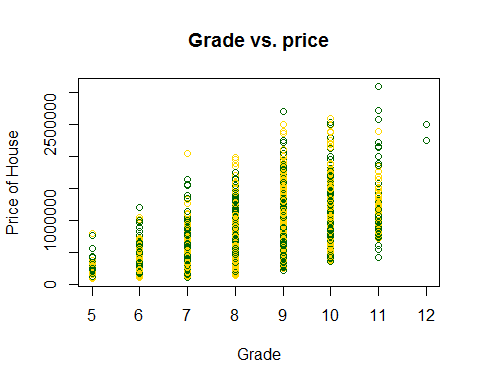 Grade vs. price
Price of House
2500000
1000000
0
5 6 7 8 9 10 11 12
Grade